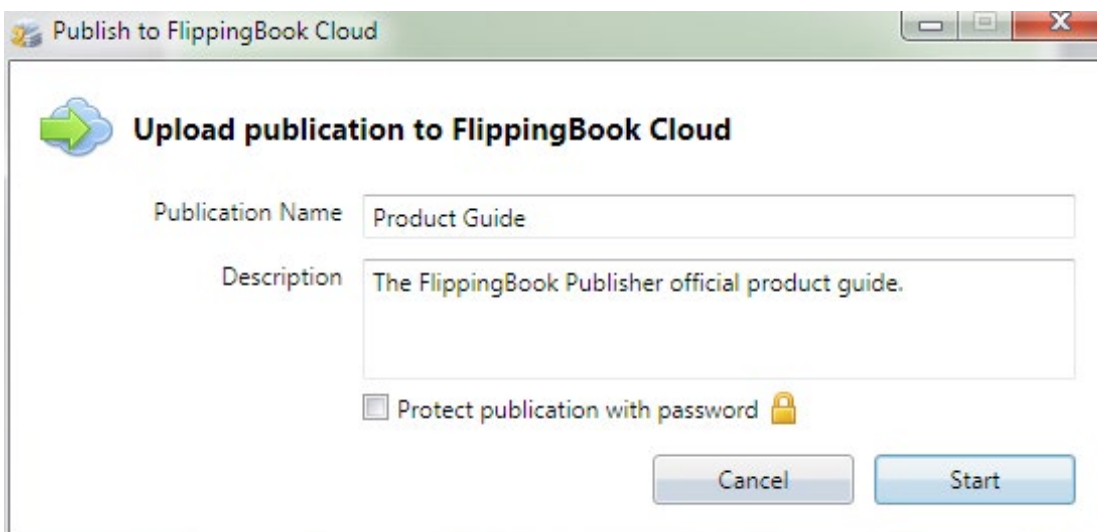 Publish to FlippingBook Cloud
Upload publication to FlippingBook Cloud
Publication Name Product Guide
Description The FlippingBook Publisher official product guide.
Protect publication with password
Cancel Start